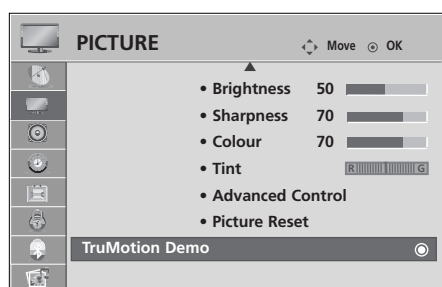 PICTURE
Move OK
• Brightness 50
• Sharpness 70
• Colour 70
• Tint R G
• Advanced Control
• Picture Reset
TruMotion Demo